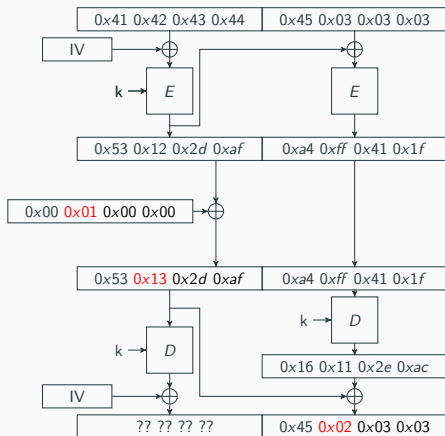 0x41 0x42 0x43 0x44 0x45 0x03 0x03 0x03
IV
k E E
0x53 0x12 0x2d 0xaf 0xa4 0xff 0x41 0x1f
0x00 0x01 0x00 0x00
0x53 0x13 0x2d 0xaf 0xa4 0xff 0x41 0x1f
k D
k D
0x16 0x11 0x2e 0xac
IV
?? ?? ?? ?? 0x45 0x02 0x03 0x03